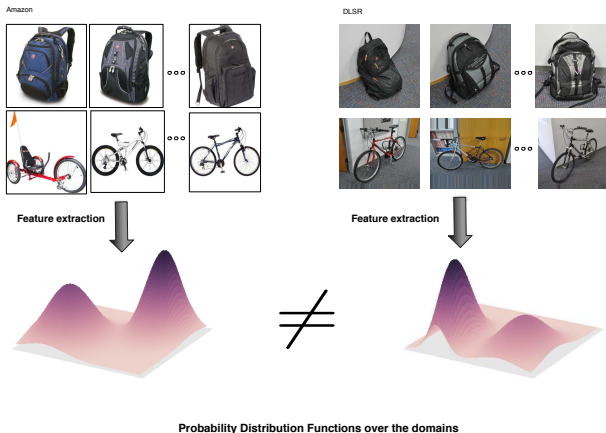 Amazon
DLSR
Feature extraction
Feature extraction
Probability Distribution Functions over the domains